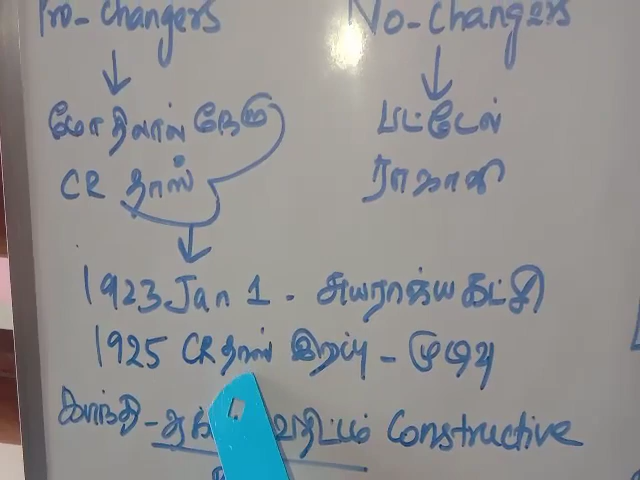 Pro-Changers No-Changers
மோதிலால் நேரு பட்டேல்
CR தாஸ் ராஜாஜி
1923 Jan 1 - சுயராஜ்ய கட்சி
1925 CR தாஸ் இறப்பு - முடிவு
காந்தி - Constructive